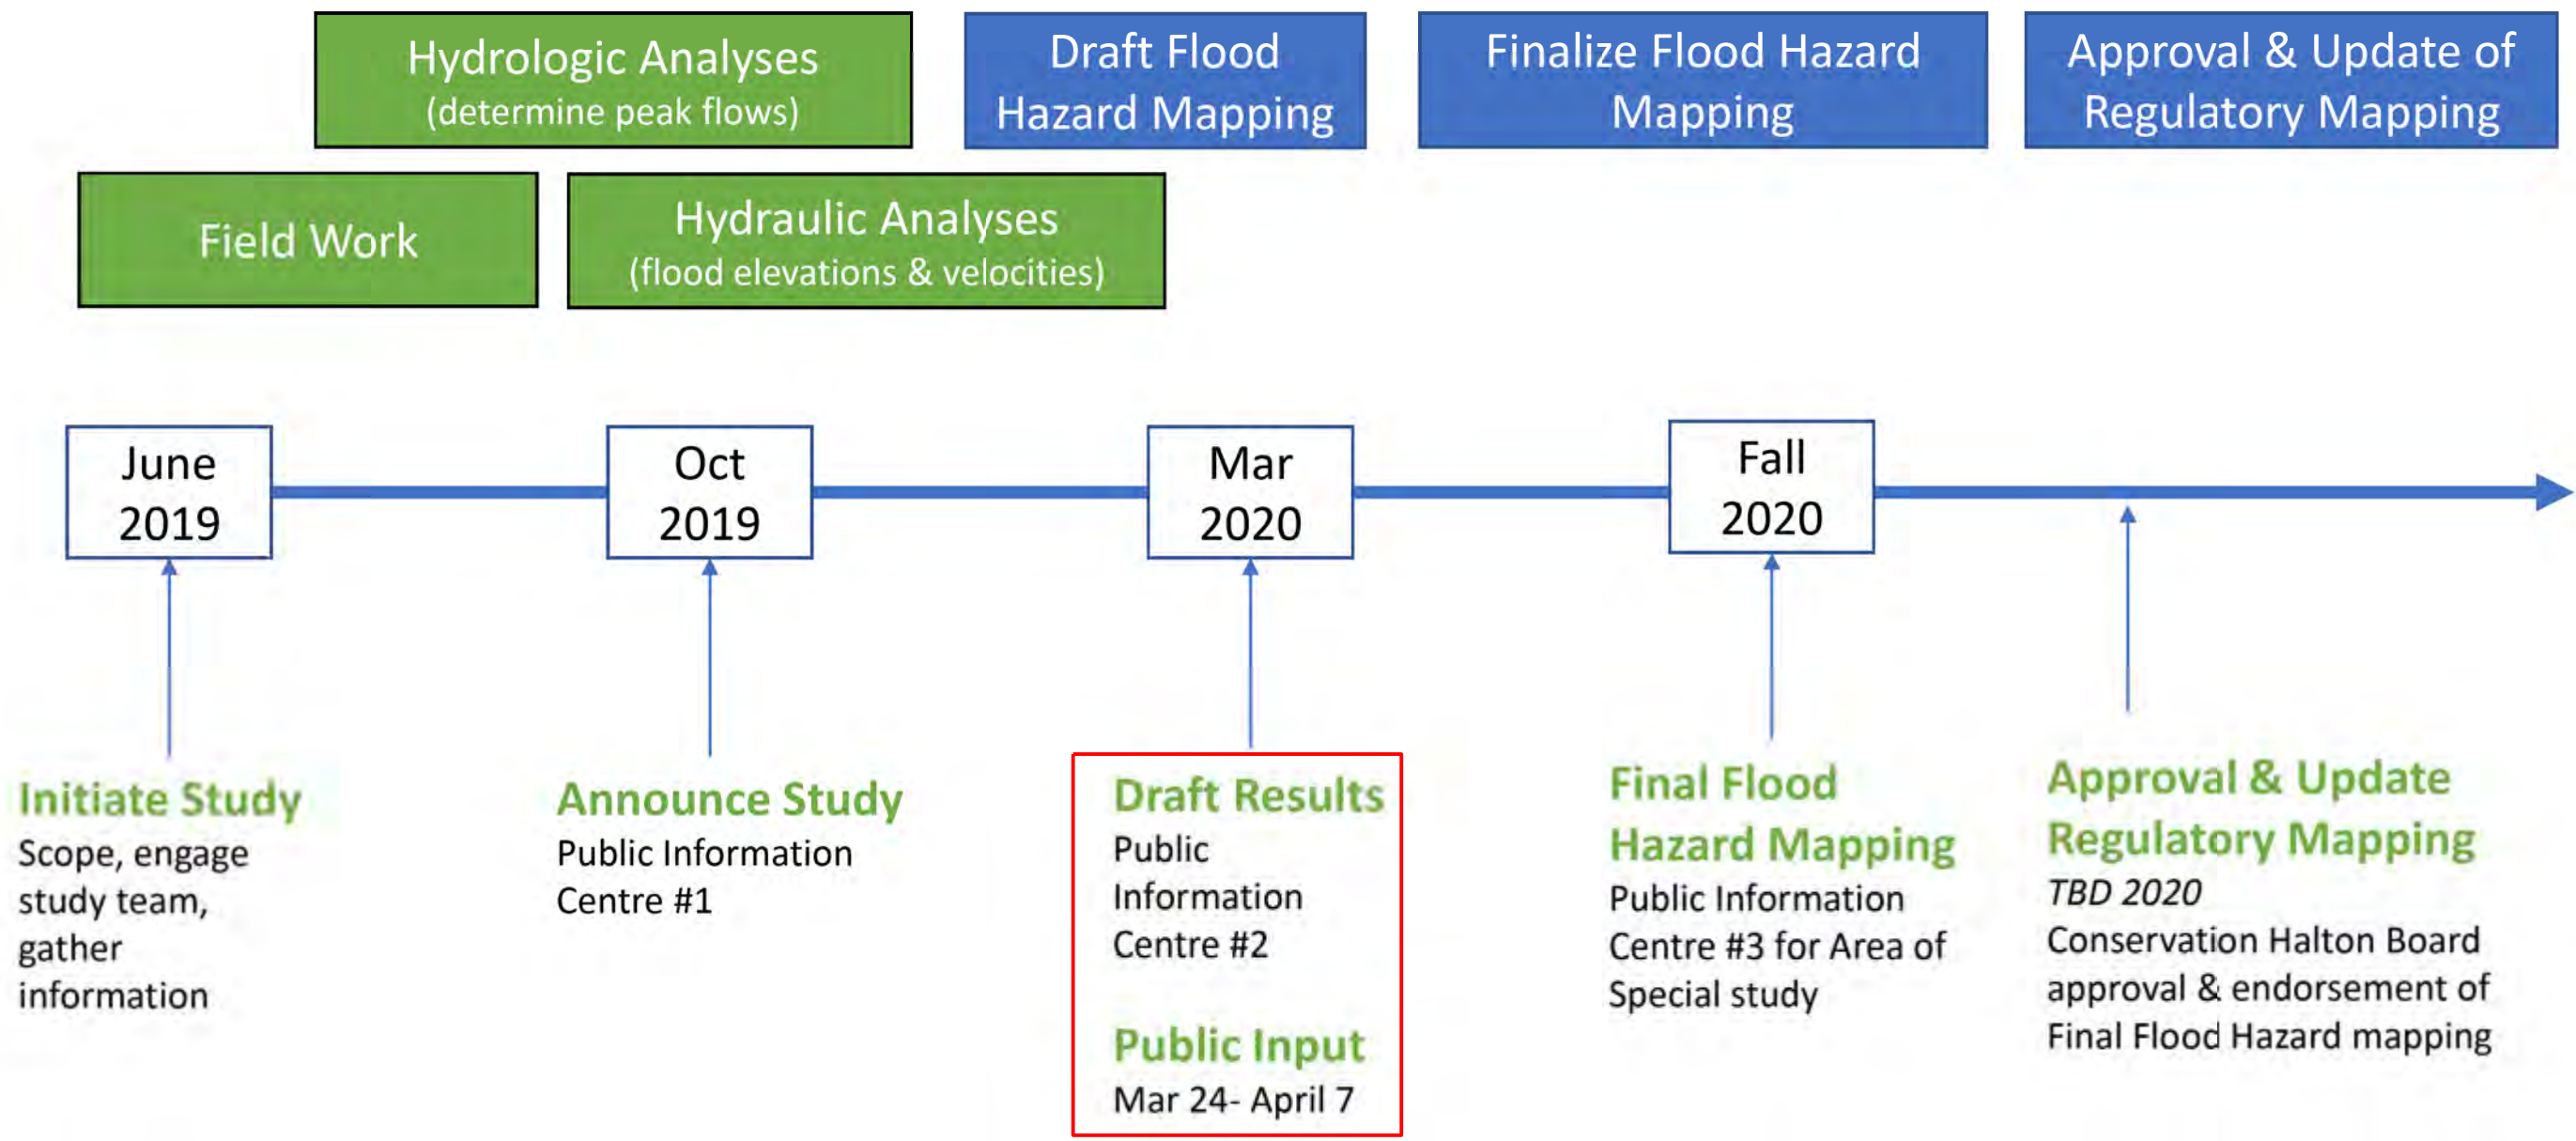 Hydrologic Analyses
(determine peak flows)
Draft Flood
Hazard Mapping
Finalize Flood Hazard
Mapping
Approval & Update of
Regulatory Mapping
Field Work
Hydraulic Analyses
(flood elevations & velocities)
June
2019
Oct
2019
Mar
2020
Fall
2020
Initiate Study
Scope, engage
study team,
gather
information
Announce Study
Public Information
Centre #1
Draft Results
Public
Information
Centre #2
Public Input
Mar 24- April 7
Final Flood
Hazard Mapping
Public Information
Centre #3 for Area of
Special study
Approval & Update
Regulatory Mapping
TBD 2020
Conservation Halton Board
approval & endorsement of
Final Flood Hazard mapping